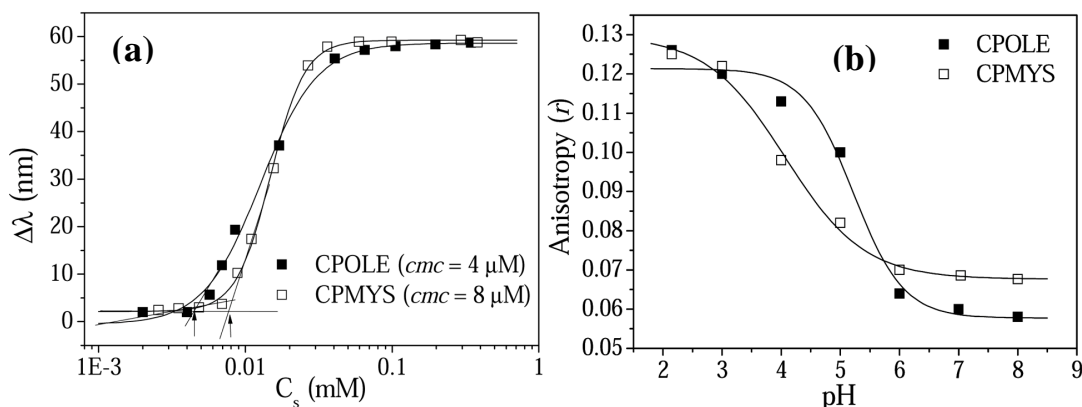 (a)
60
50
40
30
20
10
0
Δλ (nm)
CPOLE (cmc = 4 μM)
CPMYS (cmc = 8 μM)
1E-3
0.01
0.1
1
C_s (mM)
(b)
CPOLE
CPMYS
0.13
0.12
0.11
0.10
0.09
0.08
0.07
0.06
0.05
Anisotropy (r)
2 3 4 5 6 7 8 9
pH